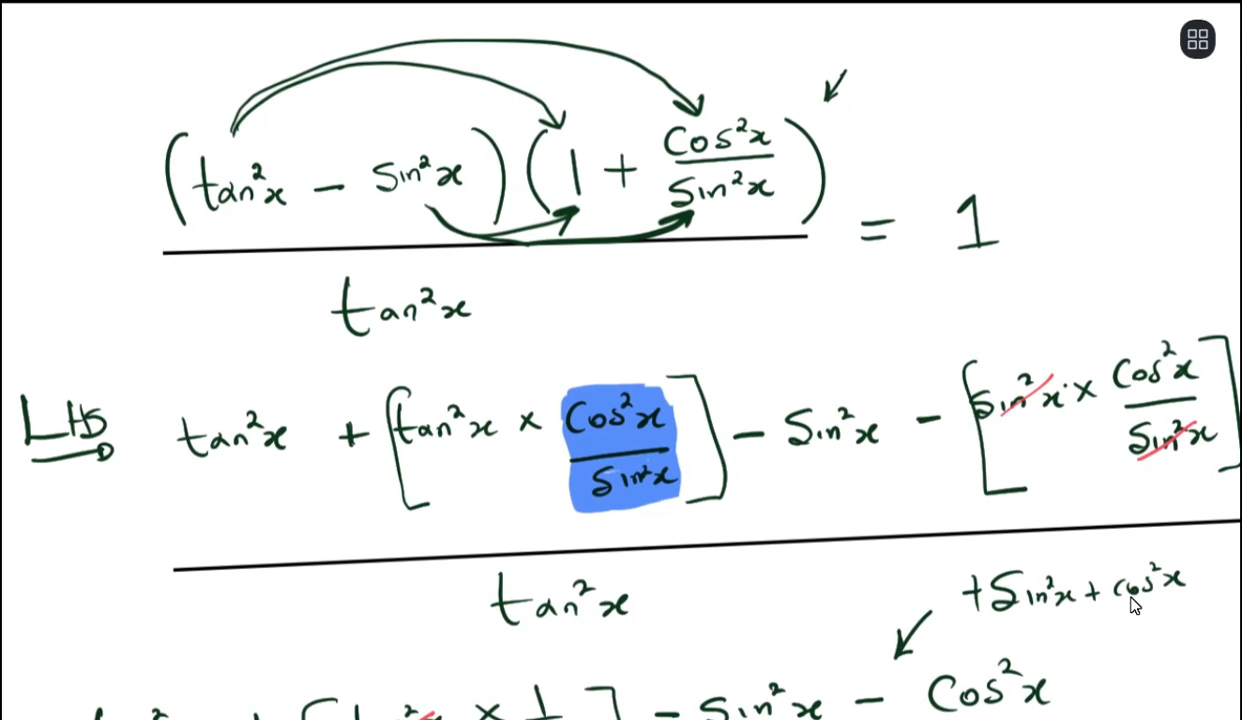 (tan²x - Sin²x)(1 + Cos²x / Sin²x) / tan²x = 1
LHS tan²x + [tan²x × Cos²x / Sin²x] - Sin²x - [Sin²x × Cos²x / Sin²x] / tan²x
+Sin²x + Cos²x
× 1 ] - Sin²x - Cos²x